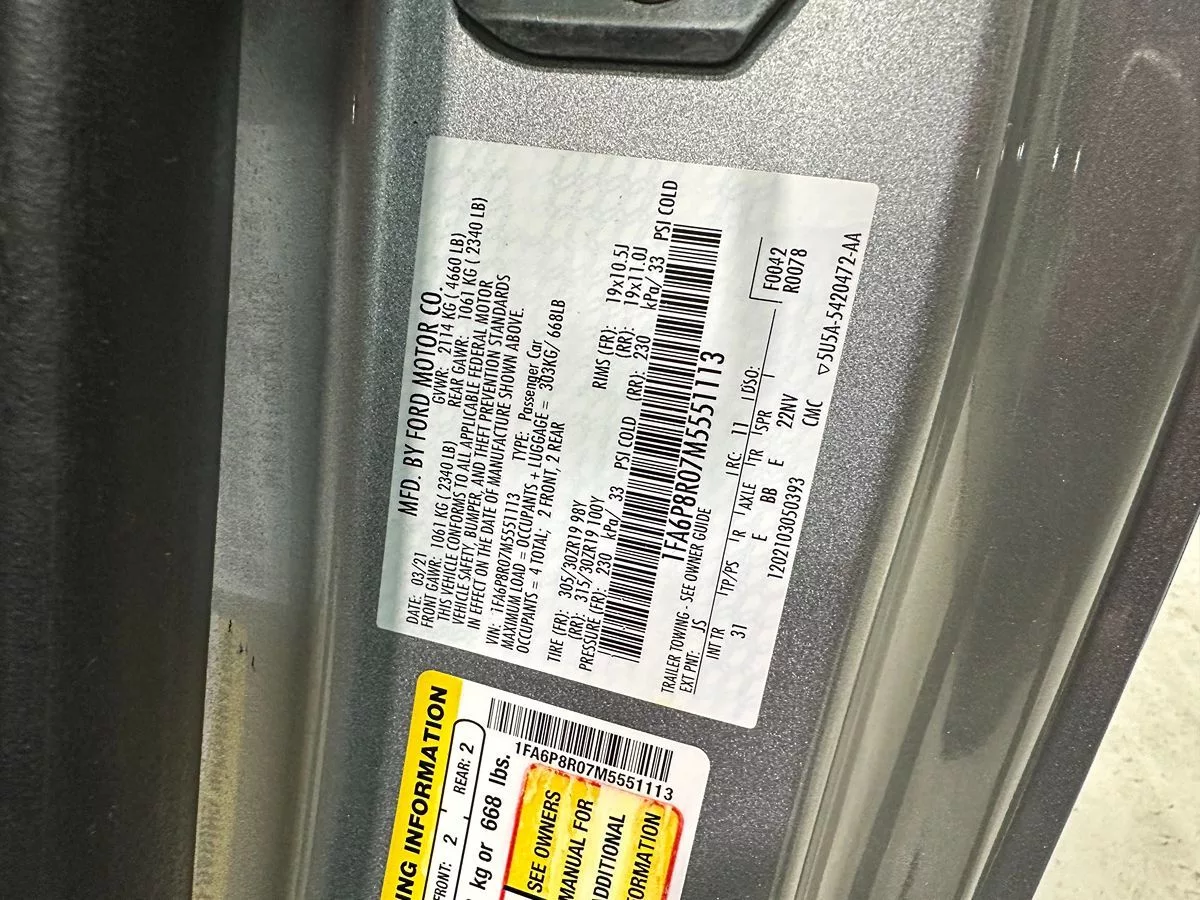 MFD. BY FORD MOTOR CO.
DATE: 03/21 GVWR: 2114 KG ( 4660 LB)
FRONT GAWR: 1061 KG ( 2340 LB) REAR GAWR: 1061 KG ( 2340 LB)
THIS VEHICLE CONFORMS TO ALL APPLICABLE FEDERAL MOTOR
VEHICLE SAFETY, BUMPER, AND THEFT PREVENTION STANDARDS
IN EFFECT ON THE DATE OF MANUFACTURE SHOWN ABOVE.
VIN: 1FA6P8R07M5551113 TYPE: Passenger Car
MAXIMUM LOAD = OCCUPANTS + LUGGAGE = 303KG/ 668LB
OCCUPANTS = 4 TOTAL; 2 FRONT, 2 REAR
TIRE (FR): 305/30ZR19 98Y RIMS (FR): 19x10.5J
(RR): 315/30ZR19 100Y (RR): 19x11.0J
PRESSURE (FR): 230 kPa/ 33 PSI COLD (RR): 230 kPa/ 33 PSI COLD
1FA6P8R07M5551113
TRAILER TOWING - SEE OWNER GUIDE
EXT PNT: JS RC: 11 DSO: F0042
R0078
INT TR TP/PS R AXLE TR SPR
31 E BB E 22NV
1202103050393 CMC ▽5U5A-5420472-AA
NG INFORMATION
FRONT: 2 REAR: 2
kg or 668 lbs.
1FA6P8R07M5551113
SEE OWNERS
MANUAL FOR
ADDITIONAL
ORMATION